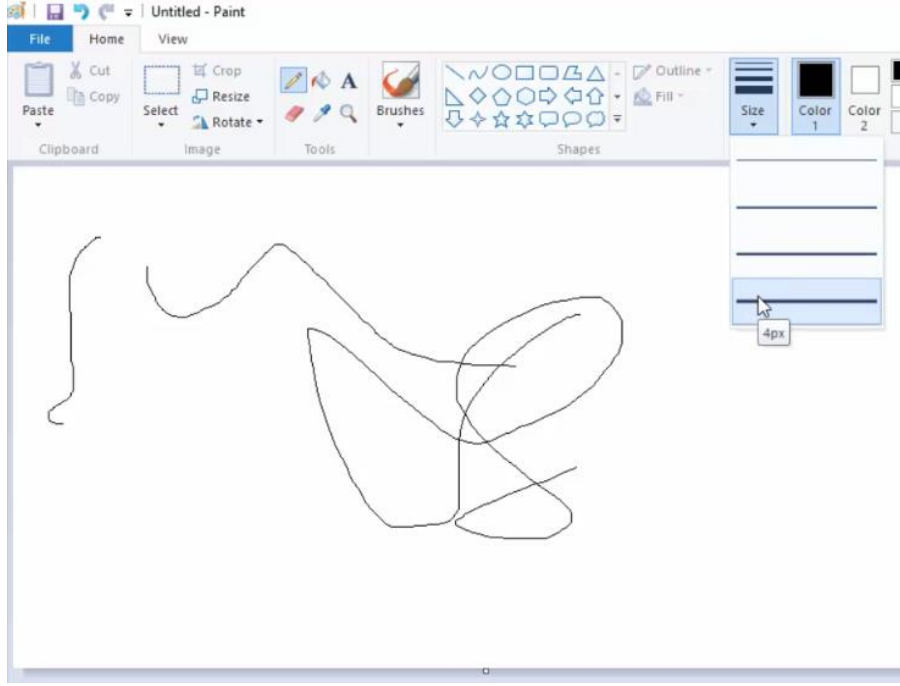 Untitled - Paint
File Home View
Cut
Copy
Paste
Clipboard
Crop
Resize
Rotate
Select
Image
A
Tools
Brushes
Outline
Fill
Shapes
Size
Color 1
Color 2
4px